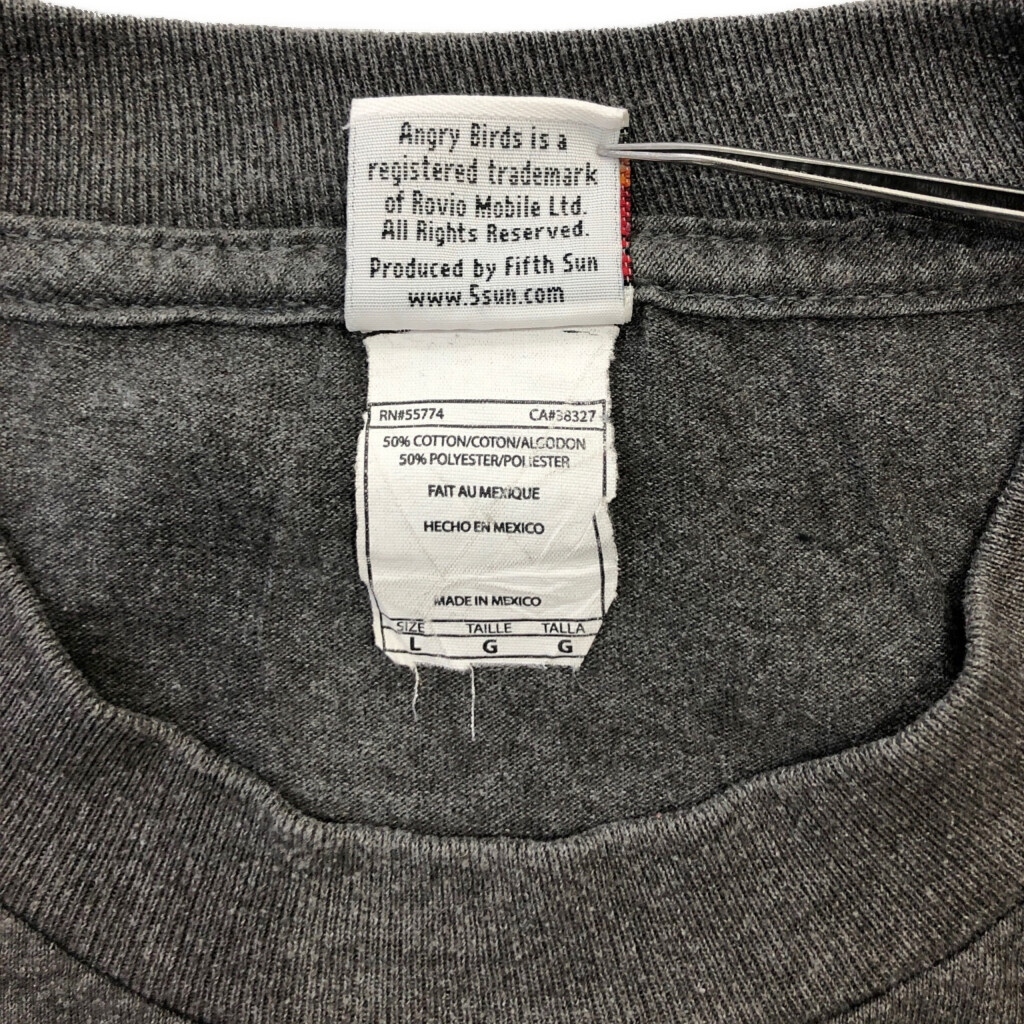 Angry Birds is a
registered trademark
of Rovio Mobile Ltd.
All Rights Reserved.
Produced by Fifth Sun
www.5sun.com
RN#55774 CA#38327
50% COTTON/COTON/ALGODON
50% POLYESTER/POLIESTER
FAIT AU MEXIQUE
HECHO EN MEXICO
MADE IN MEXICO
SIZE TAILLE TALLA
L G G